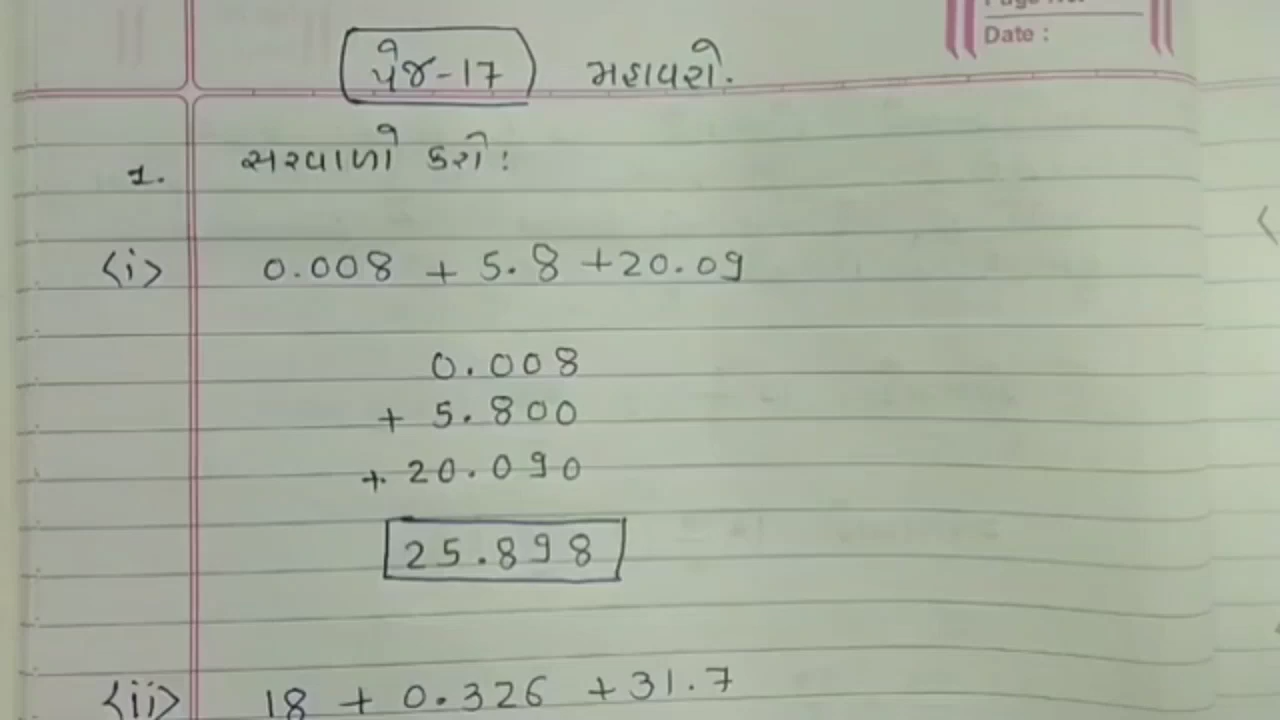 Date :
પેજ-17 મહાવરો.
1. સરવાળો કરો:
<i> 0.008 + 5.8 +20.09
0.008
+ 5.800
+ 20.090
25.898
<ii> 18 + 0.326 +31.7